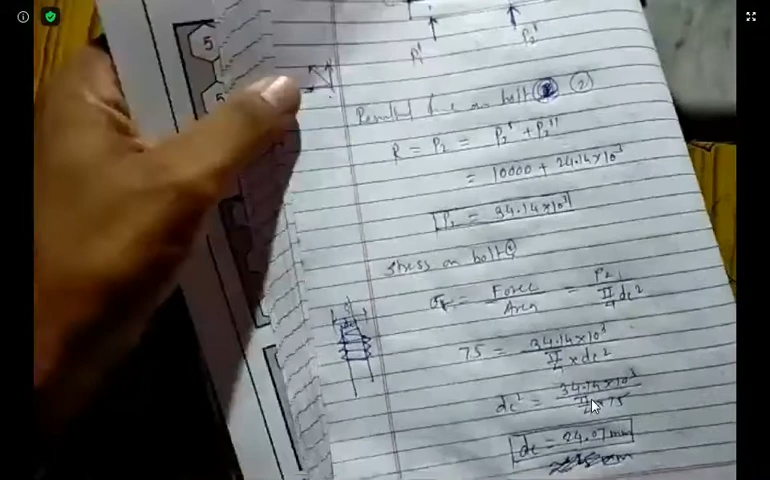 5
P1' P2'
Resultant force on bolt ②
R = P2 = P2' + P2''
= 10000 + 24.14×10³
P2 = 34.14×10³
Stress on bolt ②
σt = Force / Area = P2 / (π/4 dc²)
75 = 34.14×10³ / (π/4 × dc²)
dc² = 34.14×10³ / (π/4 × 75)
dc = 24.07 mm